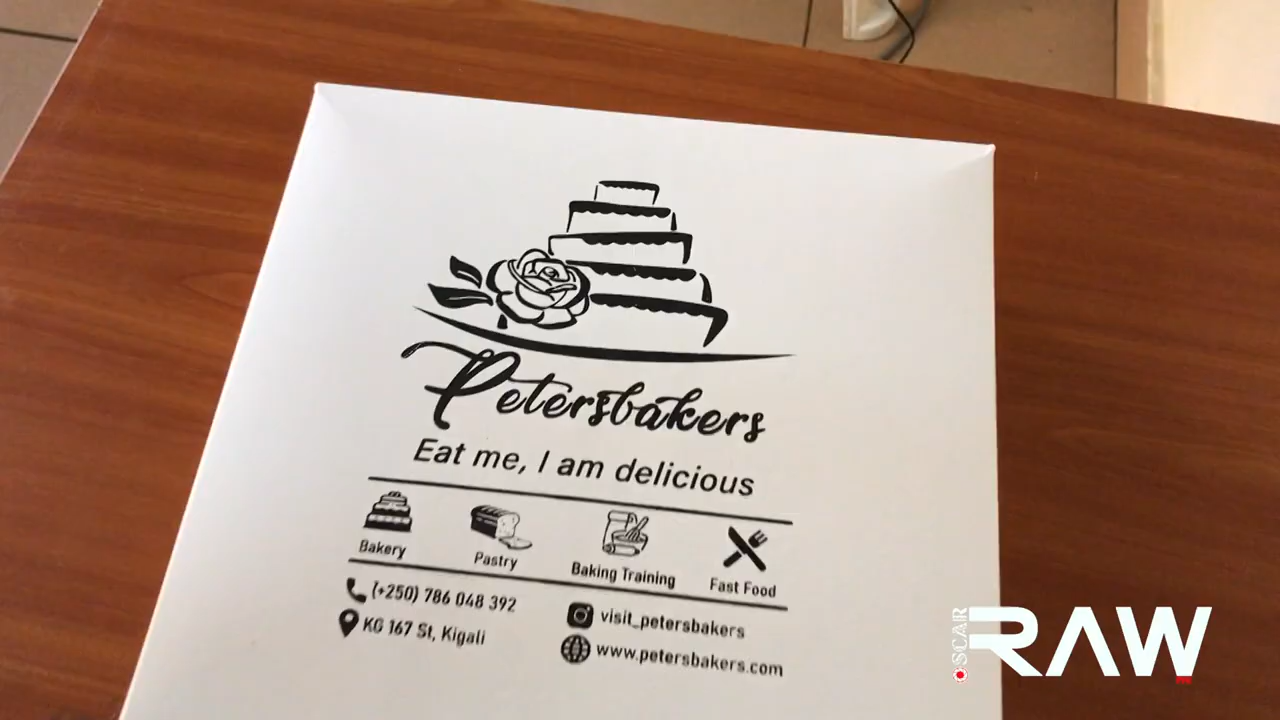 Petersbakers
Eat me, I am delicious
Bakery Pastry Baking Training Fast Food
(+250) 786 048 392
KG 167 St, Kigali
visit_petersbakers
www.petersbakers.com
SCAR RAW